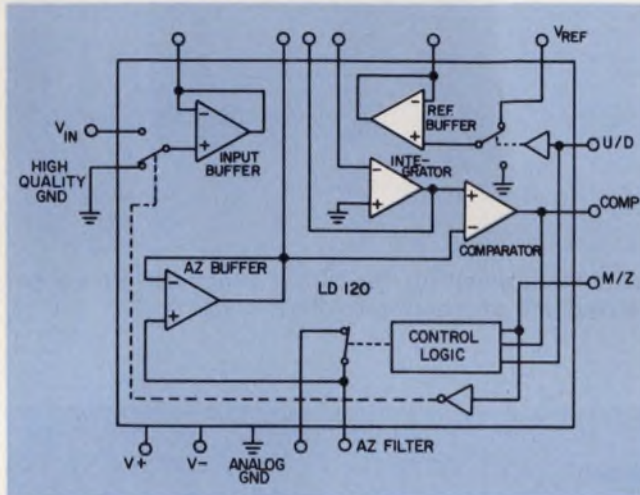 VREF
VIN
HIGH
QUALITY
GND
INPUT
BUFFER
REF.
BUFFER
U/D
INTE-
GRATOR
COMP
COMPARATOR
AZ BUFFER
LD 120
M/Z
CONTROL
LOGIC
V+
V-
ANALOG
GND
AZ FILTER